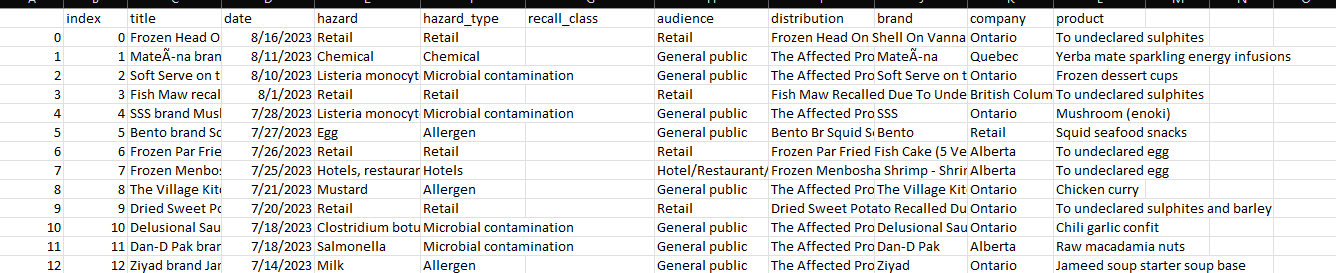 index title date hazard hazard_type recall_class audience distribution brand company product
0 0 Frozen Head O 8/16/2023 Retail Retail Retail Frozen Head On Shell On Vanna Ontario To undeclared sulphites
1 1 MateÃ-na bran 8/11/2023 Chemical Chemical General public The Affected Pro MateÃ-na Quebec Yerba mate sparkling energy infusions
2 2 Soft Serve on t 8/10/2023 Listeria monocyt Microbial contamination General public The Affected Pro Soft Serve on t Ontario Frozen dessert cups
3 3 Fish Maw recal 8/1/2023 Retail Retail Retail Fish Maw Recalled Due To Unde British Colum To undeclared sulphites
4 4 SSS brand Mush 7/28/2023 Listeria monocyt Microbial contamination General public The Affected Pro SSS Ontario Mushroom (enoki)
5 5 Bento brand Sq 7/27/2023 Egg Allergen General public Bento Br Squid S Bento Retail Squid seafood snacks
6 6 Frozen Par Frie 7/26/2023 Retail Retail Retail Frozen Par Fried Fish Cake (5 Ve Alberta To undeclared egg
7 7 Frozen Menbos 7/25/2023 Hotels, restaurar Hotels Hotel/Restaurant/ Frozen Menbosha Shrimp - Shrin Alberta To undeclared egg
8 8 The Village Kit 7/21/2023 Mustard Allergen General public The Affected Pro The Village Kit Ontario Chicken curry
9 9 Dried Sweet Po 7/20/2023 Retail Retail Retail Dried Sweet Potato Recalled Du Ontario To undeclared sulphites and barley
10 10 Delusional Sau 7/18/2023 Clostridium botu Microbial contamination General public The Affected Pro Delusional Sau Ontario Chili garlic confit
11 11 Dan-D Pak bran 7/18/2023 Salmonella Microbial contamination General public The Affected Pro Dan-D Pak Alberta Raw macadamia nuts
12 12 Ziyad brand Jar 7/14/2023 Milk Allergen General public The Affected Pro Ziyad Ontario Jameed soup starter soup base